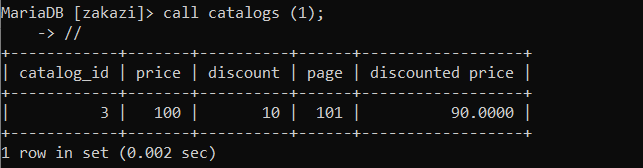 MariaDB [zakazi]> call catalogs (1);
    -> //
+------------+-------+----------+------+------------------+
| catalog_id | price | discount | page | discounted price |
+------------+-------+----------+------+------------------+
|          3 |   100 |       10 |  101 |          90.0000 |
+------------+-------+----------+------+------------------+
1 row in set (0.002 sec)